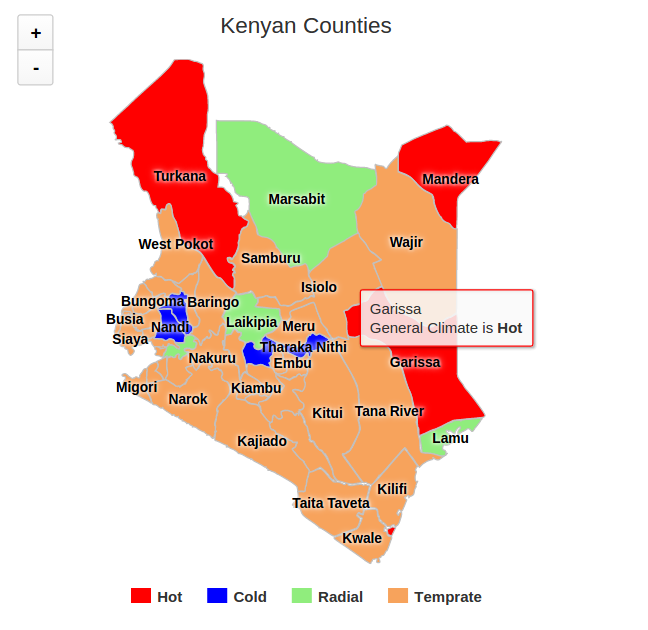 +
Kenyan Counties
-
Turkana
Mandera
Marsabit
West Pokot
Wajir
Samburu
Isiolo
Bungoma
Baringo
Garissa
General Climate is Hot
Busia
Nandi
Laikipia
Meru
Siaya
Tharaka Nithi
Nakuru
Embu
Garissa
Migori
Kiambu
Narok
Kitui
Tana River
Kajiado
Lamu
Kilifi
Taita Taveta
Kwale
Hot
Cold
Radial
Temprate